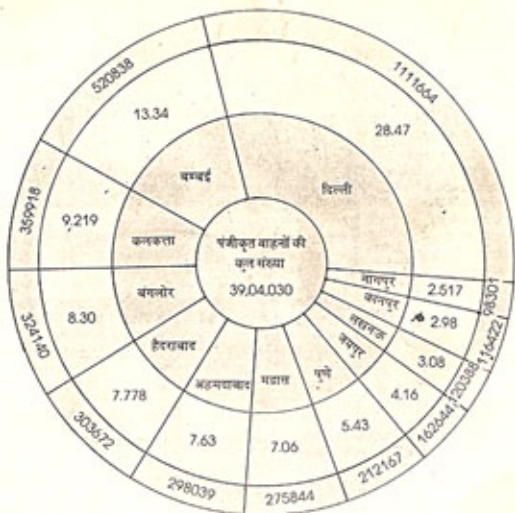 पंजीकृत वाहनों की
कुल संख्या
39,04,030
दिल्ली
28.47
1111664
नागपुर
2.517
98301
कानपुर
2.98
116422
लखनऊ
3.08
120388
जयपुर
4.16
162644
पुणे
5.43
212167
मद्रास
7.06
275844
अहमदाबाद
7.63
298039
हैदराबाद
7.778
303672
बंगलोर
8.30
324140
कलकत्ता
9.219
359918
बम्बई
13.34
520838